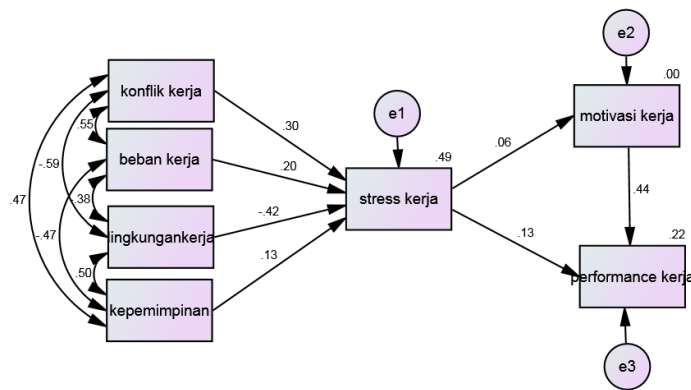 e2
.00
konflik kerja
motivasi kerja
e1
.55
.30
.06
beban kerja
.49
-.59
.20
stress kerja
.47
-.38
.44
-.42
-.47
lingkungankerja
.13
.13
.22
.50
performance kerja
kepemimpinan
e3